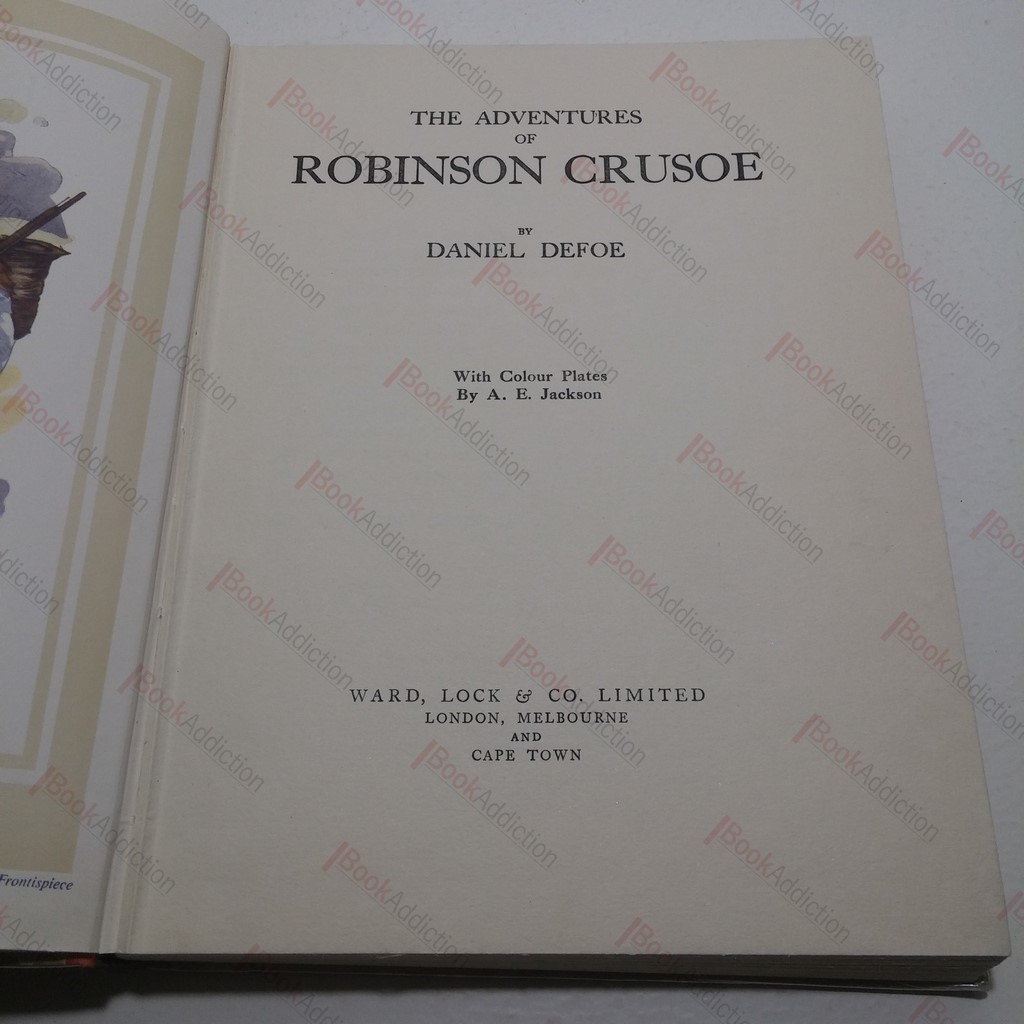 THE ADVENTURES
OF
ROBINSON CRUSOE
BY
DANIEL DEFOE
With Colour Plates
By A. E. Jackson
WARD, LOCK & CO. LIMITED
LONDON, MELBOURNE
AND
CAPE TOWN
Frontispiece
BookAddiction